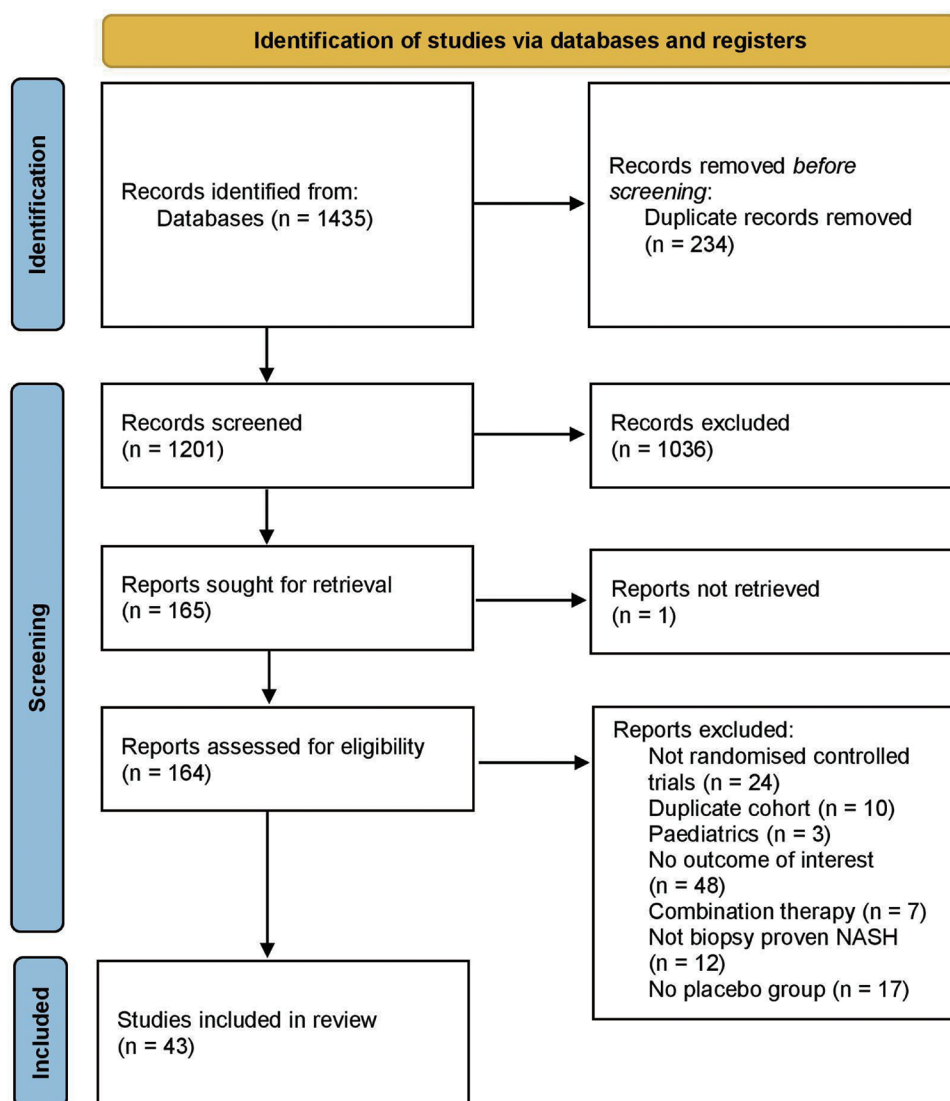 Identification of studies via databases and registers
Identification
Records identified from:
Databases (n = 1435)
Records removed before
screening:
Duplicate records removed
(n = 234)
Screening
Records screened
(n = 1201)
Records excluded
(n = 1036)
Reports sought for retrieval
(n = 165)
Reports not retrieved
(n = 1)
Reports assessed for eligibility
(n = 164)
Reports excluded:
Not randomised controlled
trials (n = 24)
Duplicate cohort (n = 10)
Paediatrics (n = 3)
No outcome of interest
(n = 48)
Combination therapy (n = 7)
Not biopsy proven NASH
(n = 12)
No placebo group (n = 17)
Included
Studies included in review
(n = 43)